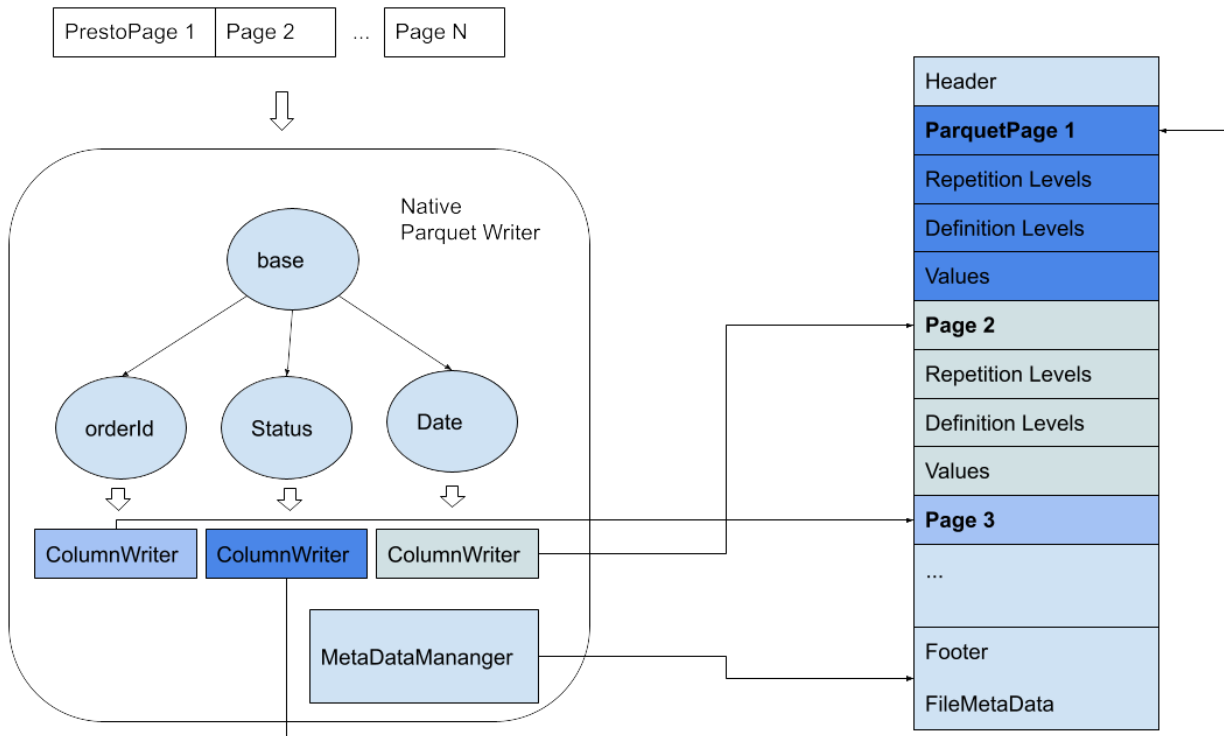 PrestoPage 1
Page 2
...
Page N
Native
Parquet Writer
base
orderId
Status
Date
ColumnWriter
ColumnWriter
ColumnWriter
MetaDataMananger
Header
ParquetPage 1
Repetition Levels
Definition Levels
Values
Page 2
Repetition Levels
Definition Levels
Values
Page 3
...
Footer
FileMetaData